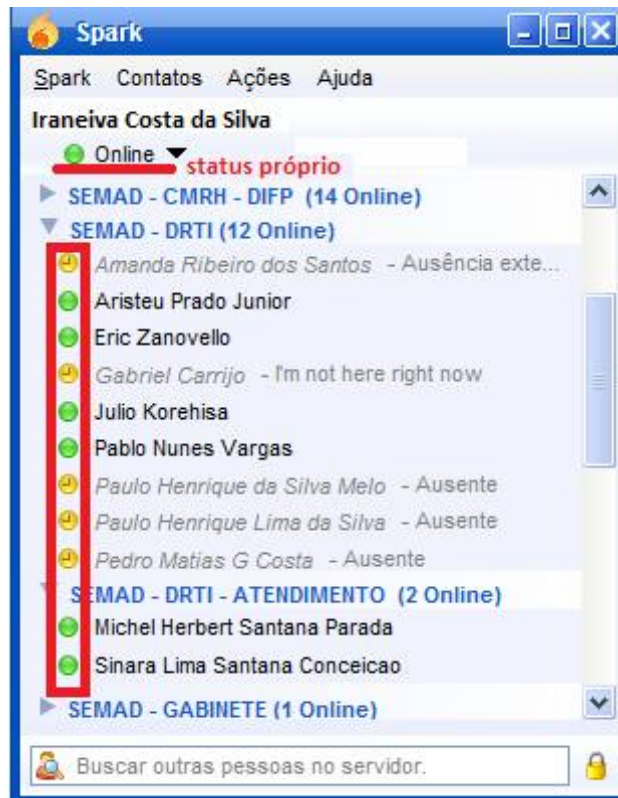 Spark
Spark Contatos Ações Ajuda
Iraneiva Costa da Silva
Online
status próprio
SEMAD - CMRH - DIFP (14 Online)
SEMAD - DRTI (12 Online)
Amanda Ribeiro dos Santos - Ausência exte...
Aristeu Prado Junior
Eric Zanovello
Gabriel Carrijo - I'm not here right now
Julio Korehisa
Pablo Nunes Vargas
Paulo Henrique da Silva Melo - Ausente
Paulo Henrique Lima da Silva - Ausente
Pedro Matias G Costa - Ausente
SEMAD - DRTI - ATENDIMENTO (2 Online)
Michel Herbert Santana Parada
Sinara Lima Santana Conceicao
SEMAD - GABINETE (1 Online)
Buscar outras pessoas no servidor.